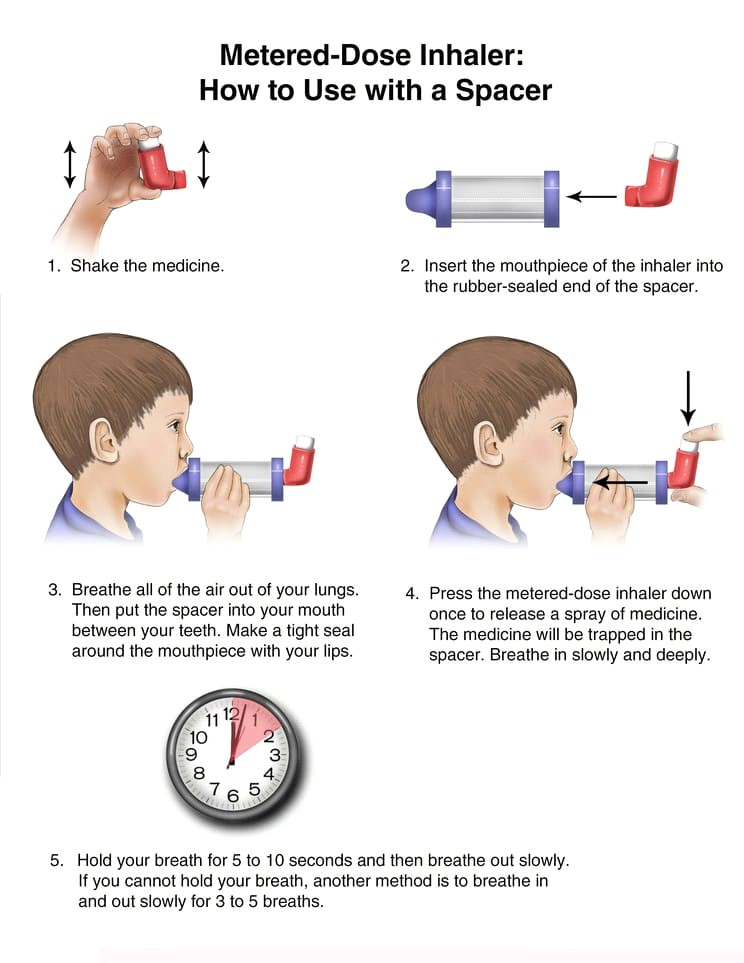 Metered-Dose Inhaler:
How to Use with a Spacer
1. Shake the medicine.
2. Insert the mouthpiece of the inhaler into
the rubber-sealed end of the spacer.
3. Breathe all of the air out of your lungs.
Then put the spacer into your mouth
between your teeth. Make a tight seal
around the mouthpiece with your lips.
4. Press the metered-dose inhaler down
once to release a spray of medicine.
The medicine will be trapped in the
spacer. Breathe in slowly and deeply.
12
1
2
3
4
5
6
7
8
9
10
11
5. Hold your breath for 5 to 10 seconds and then breathe out slowly.
If you cannot hold your breath, another method is to breathe in
and out slowly for 3 to 5 breaths.